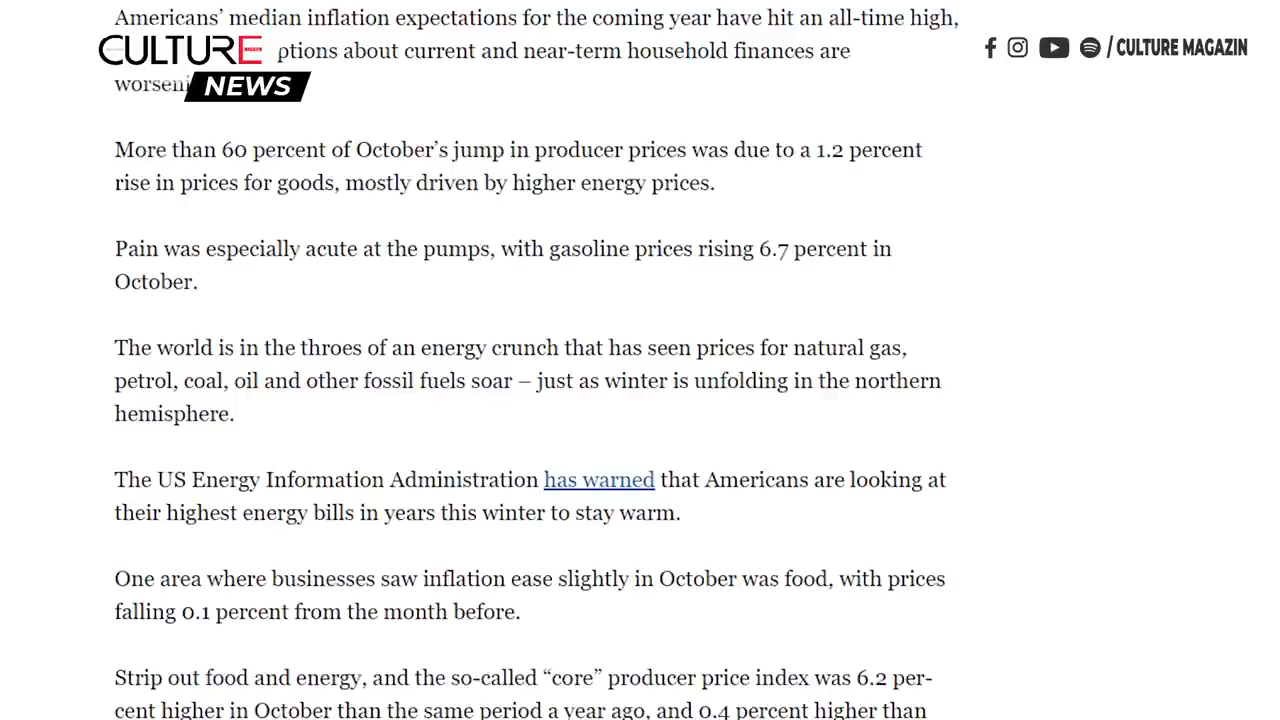 Americans’ median inflation expectations for the coming year have hit an all-time high,
CULTURE
ptions about current and near-term household finances are
/ CULTURE MAGAZIN
worseni
NEWS
More than 60 percent of October’s jump in producer prices was due to a 1.2 percent
rise in prices for goods, mostly driven by higher energy prices.
Pain was especially acute at the pumps, with gasoline prices rising 6.7 percent in
October.
The world is in the throes of an energy crunch that has seen prices for natural gas,
petrol, coal, oil and other fossil fuels soar – just as winter is unfolding in the northern
hemisphere.
The US Energy Information Administration has warned that Americans are looking at
their highest energy bills in years this winter to stay warm.
One area where businesses saw inflation ease slightly in October was food, with prices
falling 0.1 percent from the month before.
Strip out food and energy, and the so-called “core” producer price index was 6.2 per-
cent higher in October than the same period a year ago, and 0.4 percent higher than